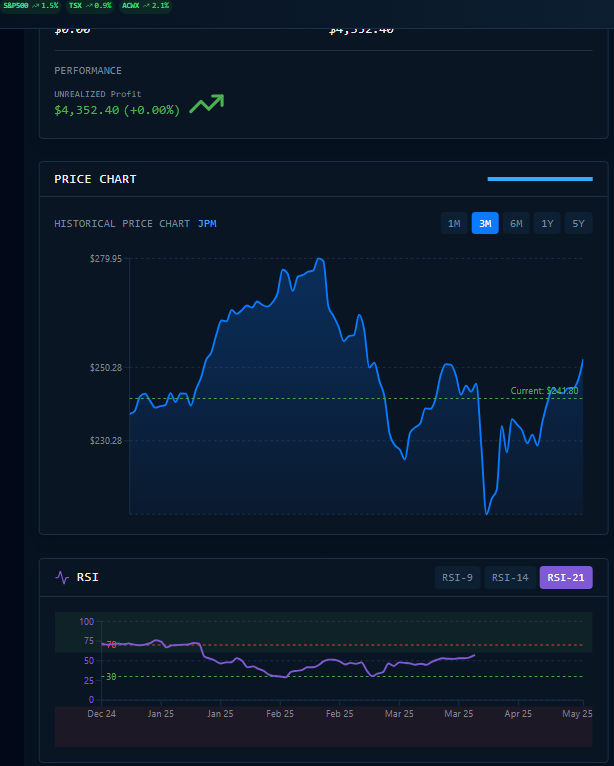 S&P500 1.5% TSX 0.9% ACWX 2.1%
$0.00 $4,352.40
PERFORMANCE
UNREALIZED Profit
$4,352.40 (+0.00%)
PRICE CHART
HISTORICAL PRICE CHART JPM 1M 3M 6M 1Y 5Y
$279.95
$250.28
Current: $241.80
$230.28
RSI RSI-9 RSI-14 RSI-21
100
75
70
50
30
25
0
Dec 24 Jan 25 Jan 25 Feb 25 Feb 25 Mar 25 Mar 25 Apr 25 May 25